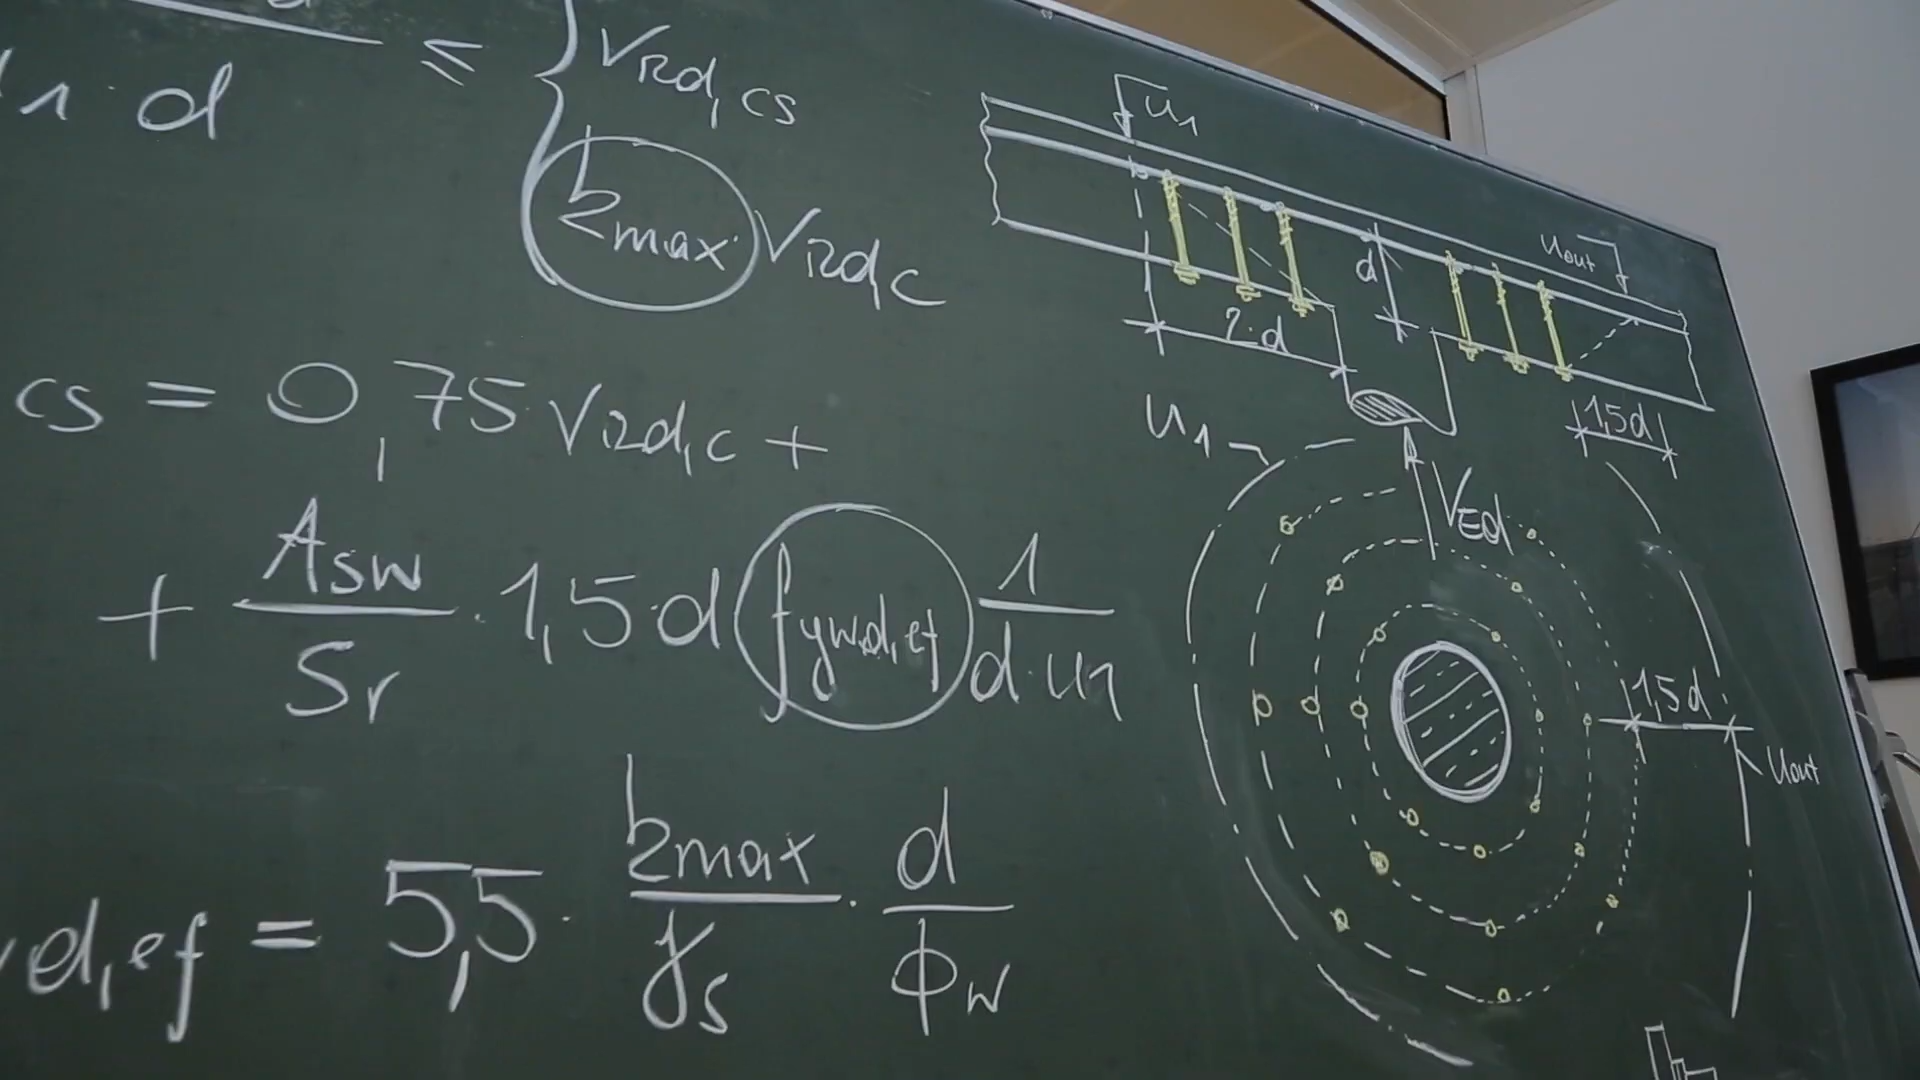 1·d ≤ { VRd,cs
kmax VRd,c
cs = 0,75 VRd,c +
+ Asw/Sr · 1,5·d fywd,ef 1/(d·u1)
wd,ef = 5,5 · kmax/γs · d/ϕw
u1
uout
d
2·d
1,5d
u1
VEd
1,5d
uout